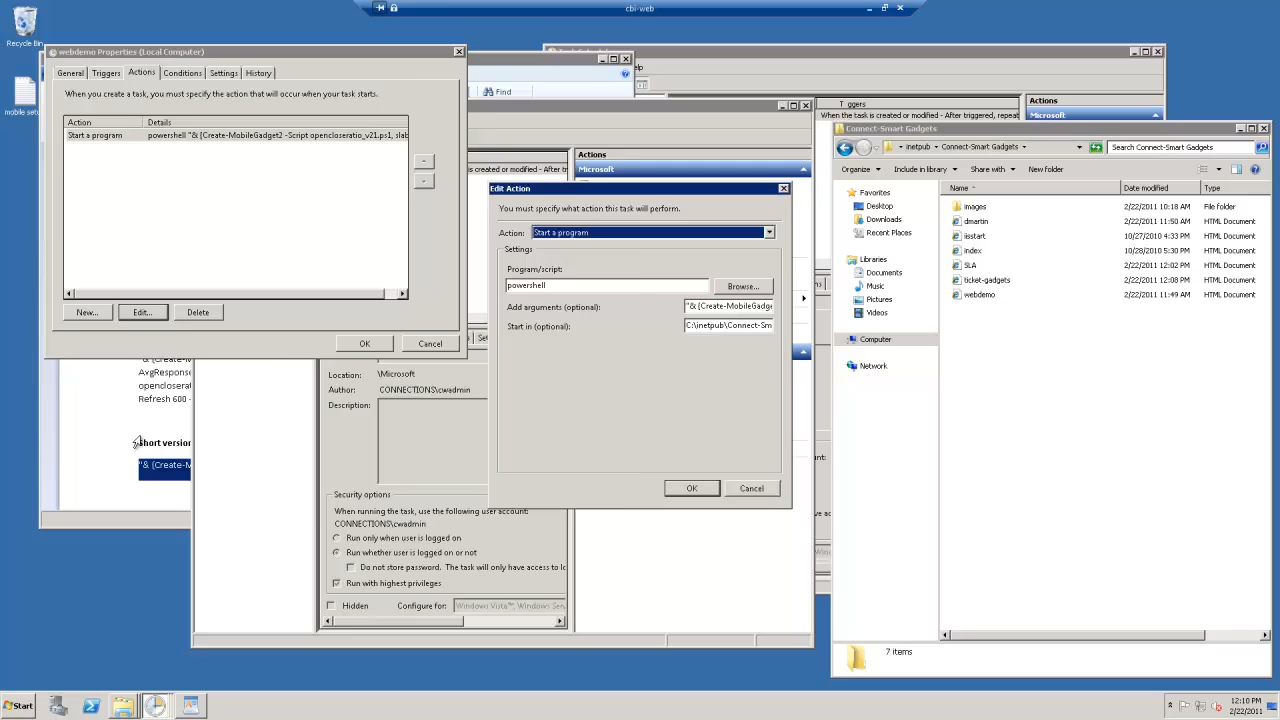 cbi-web
Recycle Bin
mobile setu
webdemo Properties (Local Computer)
General
Triggers
Actions
Conditions
Settings
History
When you create a task, you must specify the action that will occur when your task starts.
Action
Details
Start a program
powershell "& {Create-MobileGadget2 -Script opencloseratio_v21.ps1, slab
New...
Edit...
Delete
OK
Cancel
Find
elp
Actions
Microsoft
is created or modified - After tri
T ggers
When the task is created or modified - After triggered, repeat
Actions
Microsoft
Edit Action
You must specify what action this task will perform.
Action:
Start a program
Settings
Program/script:
powershell
Browse...
Add arguments (optional):
"& {Create-MobileGadge
Start in (optional):
C:\inetpub\Connect-Sm
OK
Cancel
"& {Create-M
AvgResponse
opencloserati
Refresh 600 -
Short version
"& {Create-M
Location:
\Microsoft
Author:
CONNECTIONS\cwadmin
Description:
Security options
When running the task, use the following user account:
CONNECTIONS\cwadmin
Run only when user is logged on
Run whether user is logged on or not
Do not store password. The task will only have access to lo
Run with highest privileges
Hidden
Configure for:
Windows Vista™, Windows Serv
Connect-Smart Gadgets
inetpub
Connect-Smart Gadgets
Search Connect-Smart Gadgets
Organize
Include in library
Share with
New folder
Favorites
Desktop
Downloads
Recent Places
Libraries
Documents
Music
Pictures
Videos
Computer
Network
Name
Date modified
Type
images
2/22/2011 10:18 AM
File folder
dmartin
2/22/2011 11:50 AM
HTML Document
iisstart
10/27/2010 4:33 PM
HTML Document
index
10/28/2010 5:30 PM
HTML Document
SLA
2/22/2011 12:02 PM
HTML Document
ticket-gadgets
2/22/2011 12:08 PM
HTML Document
webdemo
2/22/2011 11:49 AM
HTML Document
7 items
Start
12:10 PM
2/22/2011